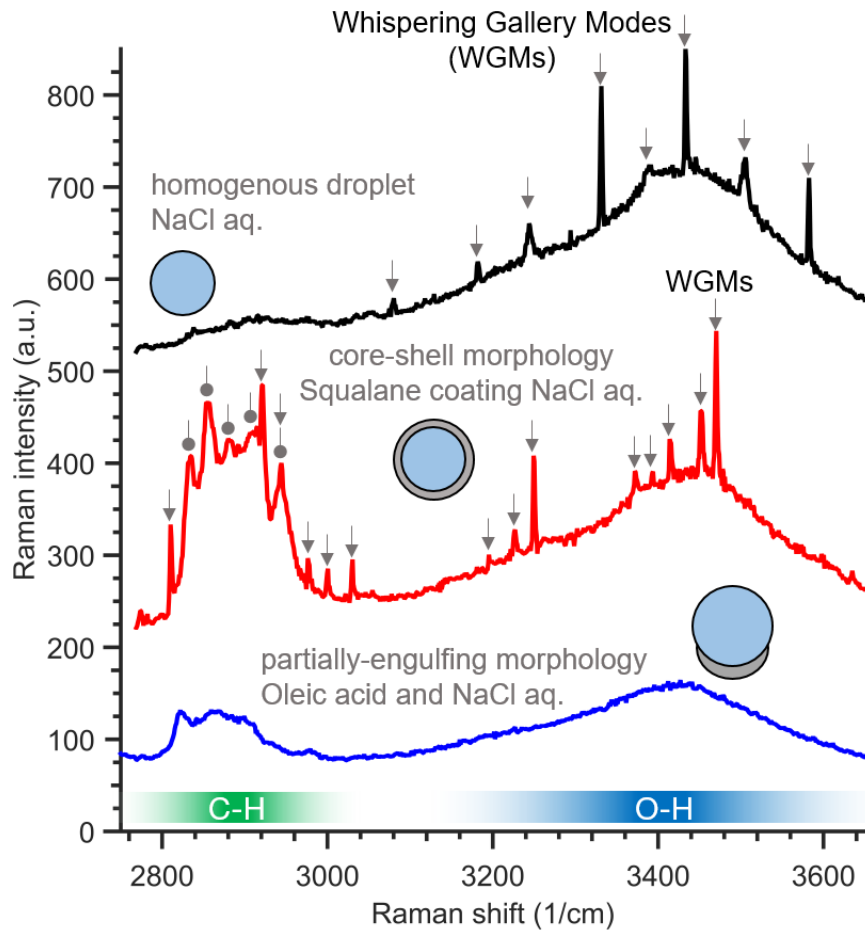 Whispering Gallery Modes
(WGMs)
homogenous droplet
NaCl aq.
WGMs
core-shell morphology
Squalane coating NaCl aq.
partially-engulfing morphology
Oleic acid and NaCl aq.
C-H
O-H
800
700
600
500
400
300
200
100
0
Raman intensity (a.u.)
2800
3000
3200
3400
3600
Raman shift (1/cm)